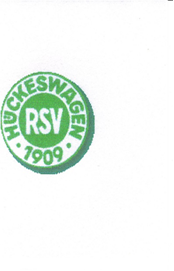 HÜCKESWAGEN
RSV
· 1909 ·